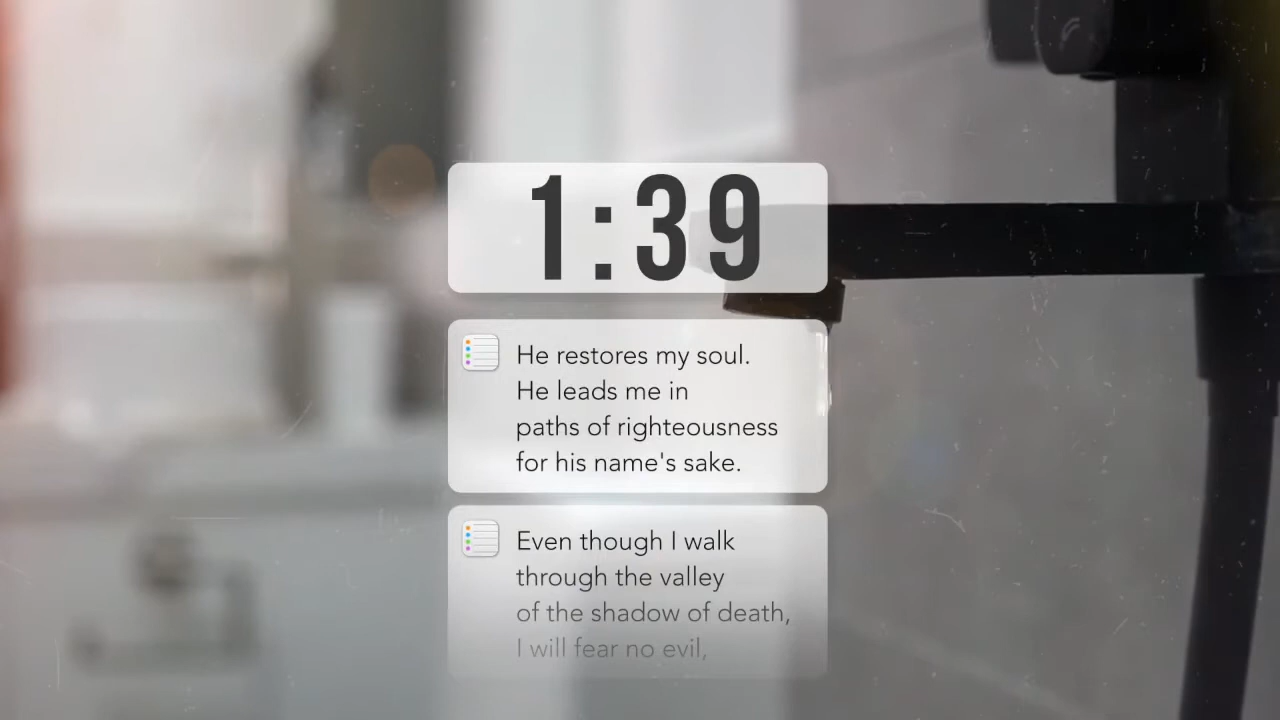 1:39
He restores my soul.
He leads me in
paths of righteousness
for his name's sake.
Even though I walk
through the valley
of the shadow of death,
I will fear no evil,